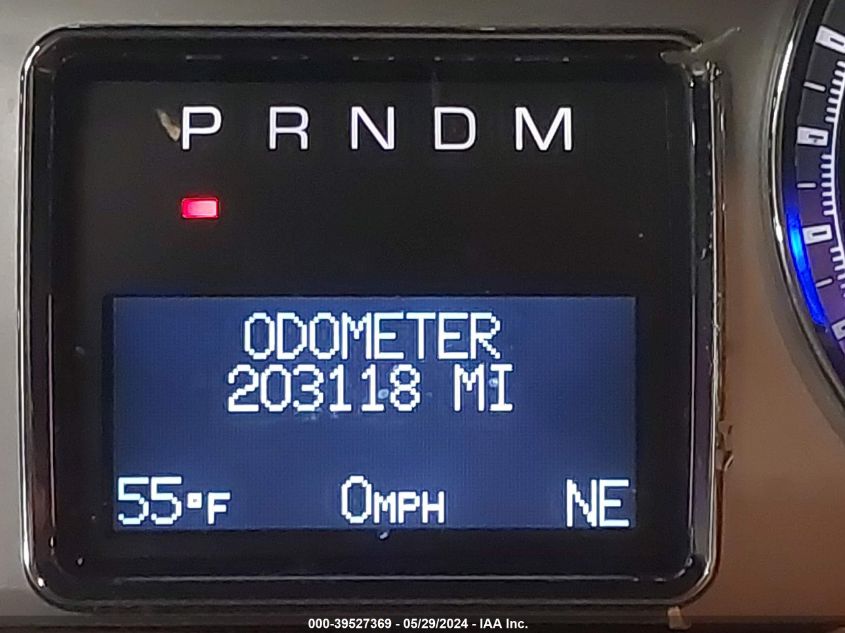 P R N D M
ODOMETER
203118 MI
55°F 0MPH NE
000-39527369 - 05/29/2024 - IAA Inc.